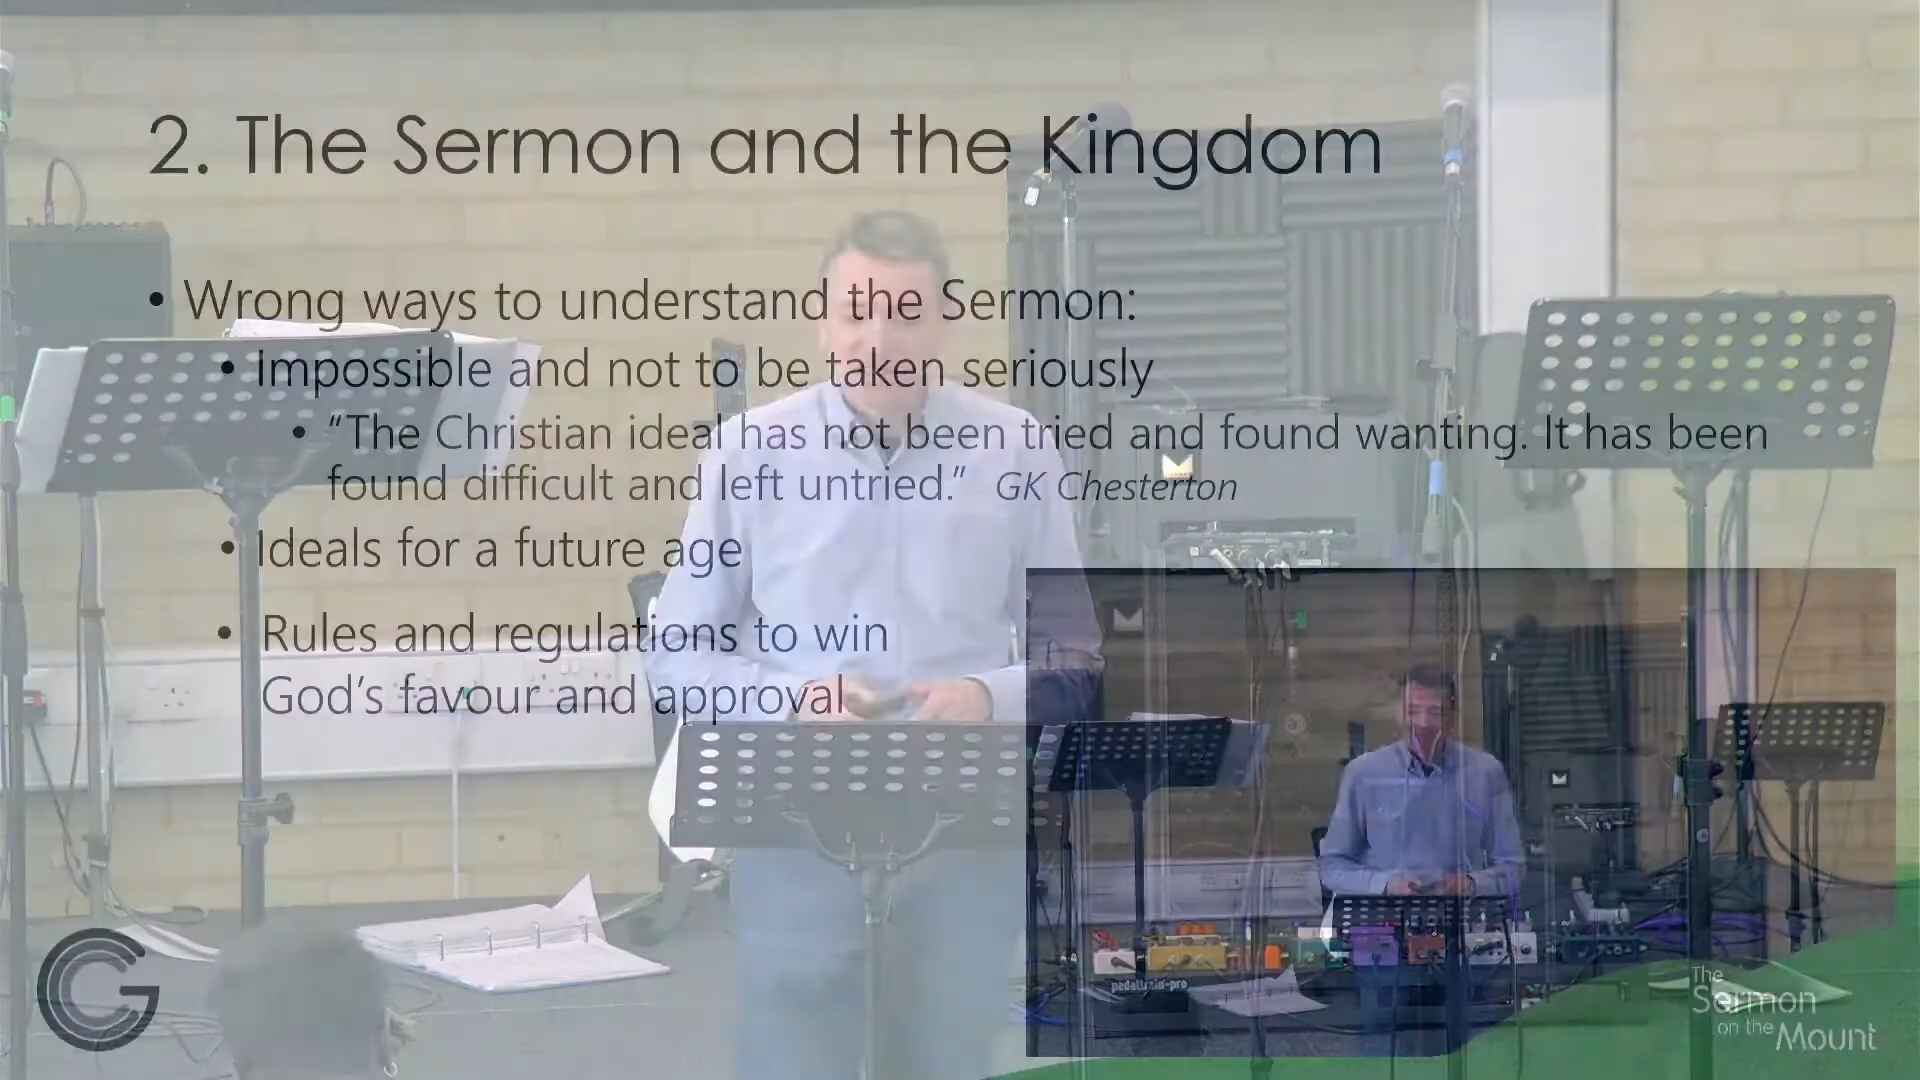 2. The Sermon and the Kingdom
• Wrong ways to understand the Sermon:
• Impossible and not to be taken seriously
• “The Christian ideal has not been tried and found wanting. It has been
found difficult and left untried.” GK Chesterton
• Ideals for a future age
• Rules and regulations to win
God’s favour and approval
pedaltrain-pro
The
Sermon
on the
Mount